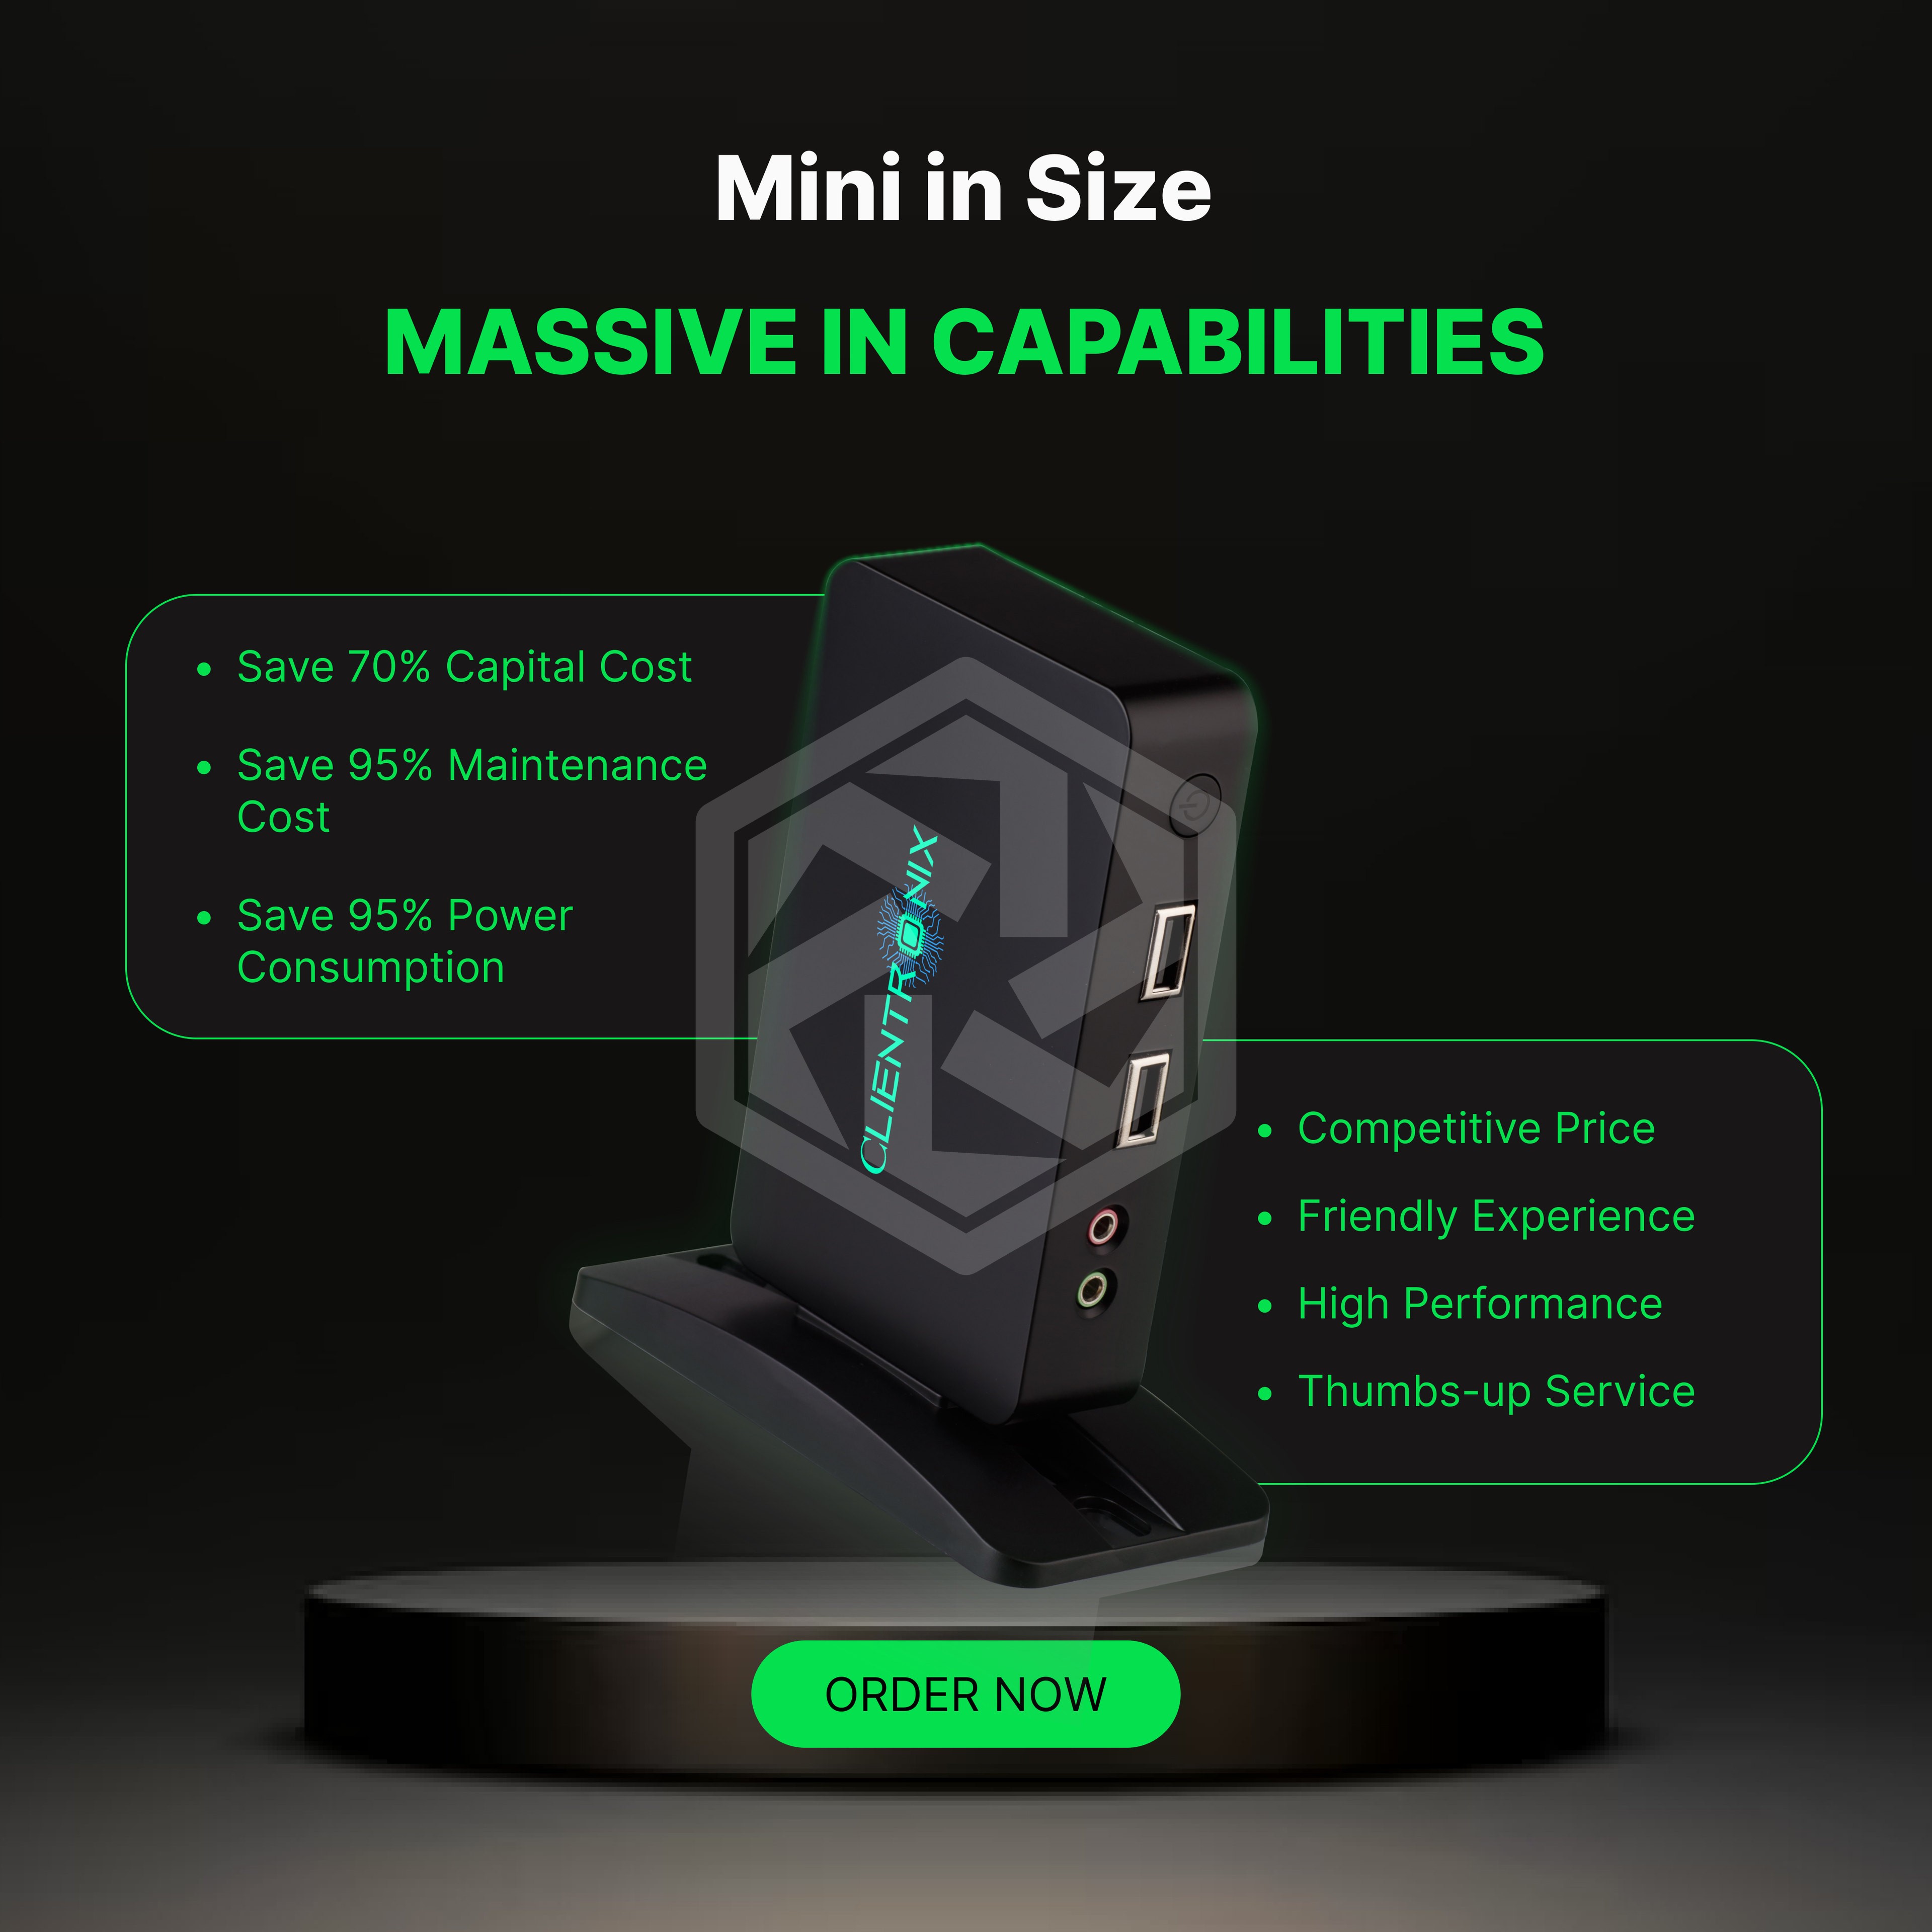 Mini in Size
MASSIVE IN CAPABILITIES
• Save 70% Capital Cost
• Save 95% Maintenance
Cost
• Save 95% Power
Consumption
CLIENTRONIX
• Competitive Price
• Friendly Experience
• High Performance
• Thumbs-up Service
ORDER NOW